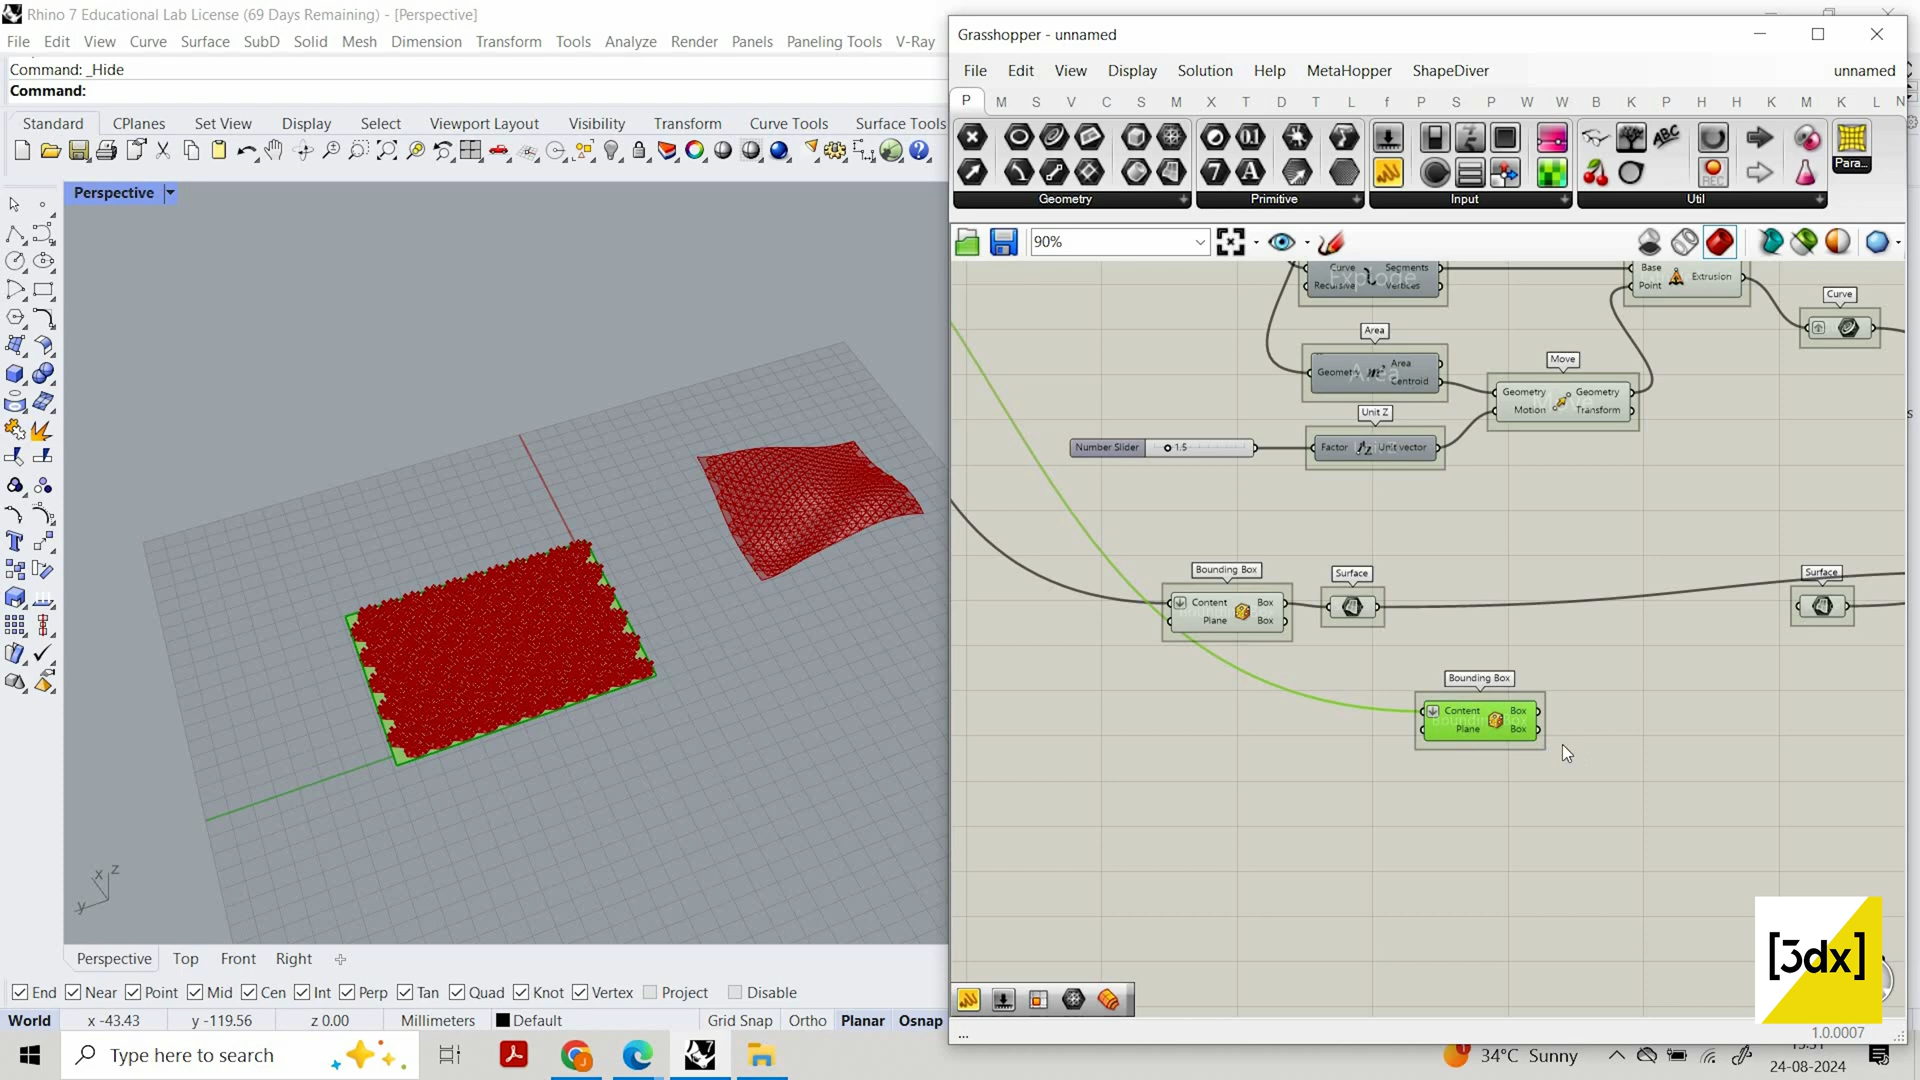 Rhino 7 Educational Lab License (69 Days Remaining) - [Perspective]
File Edit View Curve Surface SubD Solid Mesh Dimension Transform Tools Analyze Render Panels Paneling Tools V-Ray
Command: _Hide
Command:
Standard CPlanes Set View Display Select Viewport Layout Visibility Transform Curve Tools Surface Tools
Perspective
x z
y
Perspective Top Front Right
End Near Point Mid Cen Int Perp Tan Quad Knot Vertex Project Disable
World x -43.43 y -119.56 z 0.00 Millimeters Default Grid Snap Ortho Planar Osnap
Grasshopper - unnamed
File Edit View Display Solution Help MetaHopper ShapeDiver unnamed
P M S V C S M X T D T L f P S P W W B K P H H K M K L N
Para...
Geometry Primitive Input Util
90%
Curve Segments
Recursive Vertices
Explode
Base Extrusion
Point
Curve
Area
Geometry Area
Centroid
Move
Geometry Geometry
Motion Transform
Unit Z
Number Slider 1.5
Factor Unit vector
Bounding Box
Content Box
Plane Box
Surface
Surface
Bounding Box
Content Box
Plane Box
[3dx]
...
1.0.0007
Type here to search
34°C Sunny
24-08-2024